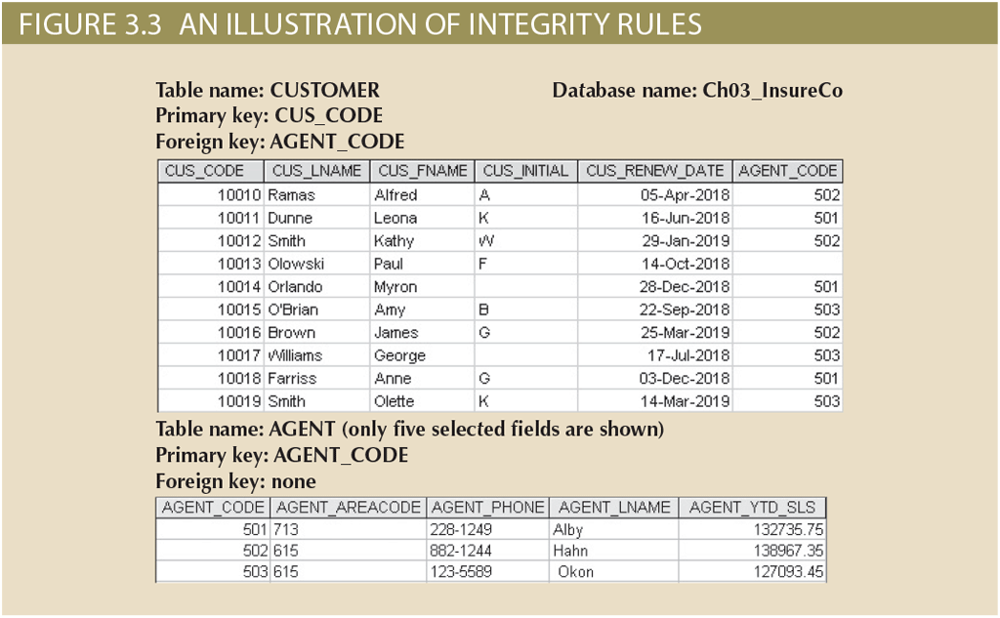 FIGURE 3.3 AN ILLUSTRATION OF INTEGRITY RULES
Table name: CUSTOMER Database name: Ch03_InsureCo
Primary key: CUS_CODE
Foreign key: AGENT_CODE
CUS_CODE CUS_LNAME CUS_FNAME CUS_INITIAL CUS_RENEW_DATE AGENT_CODE
10010 Ramas Alfred A 05-Apr-2018 502
10011 Dunne Leona K 16-Jun-2018 501
10012 Smith Kathy W 29-Jan-2019 502
10013 Olowski Paul F 14-Oct-2018
10014 Orlando Myron 28-Dec-2018 501
10015 O'Brian Amy B 22-Sep-2018 503
10016 Brown James G 25-Mar-2019 502
10017 Williams George 17-Jul-2018 503
10018 Farriss Anne G 03-Dec-2018 501
10019 Smith Olette K 14-Mar-2019 503
Table name: AGENT (only five selected fields are shown)
Primary key: AGENT_CODE
Foreign key: none
AGENT_CODE AGENT_AREACODE AGENT_PHONE AGENT_LNAME AGENT_YTD_SLS
501 713 228-1249 Alby 132735.75
502 615 882-1244 Hahn 138967.35
503 615 123-5589 Okon 127093.45